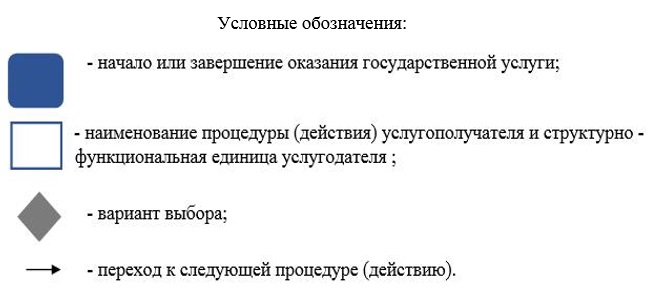 Условные обозначения:
- начало или завершение оказания государственной услуги;
- наименование процедуры (действия) услугополучателя и структурно -
функциональная единица услугодателя ;
- вариант выбора;
- переход к следующей процедуре (действию).